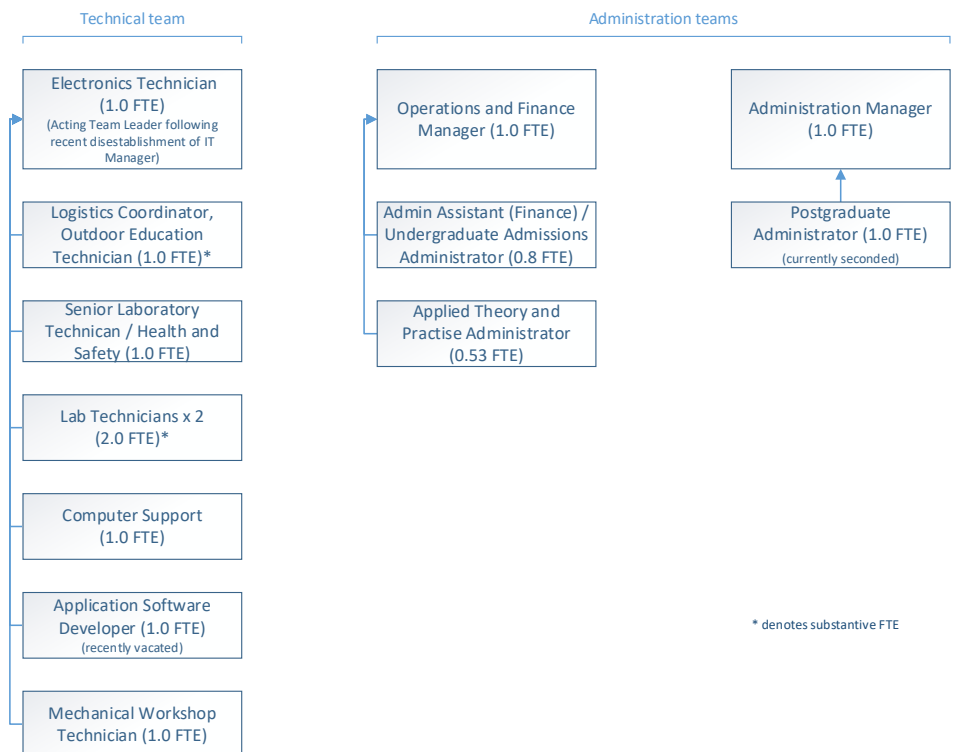 Technical team
Administration teams
Electronics Technician
(1.0 FTE)
(Acting Team Leader following
recent disestablishment of IT
Manager)
Operations and Finance
Manager (1.0 FTE)
Administration Manager
(1.0 FTE)
Logistics Coordinator,
Outdoor Education
Technician (1.0 FTE)*
Admin Assistant (Finance) /
Undergraduate Admissions
Administrator (0.8 FTE)
Postgraduate
Administrator (1.0 FTE)
(currently seconded)
Senior Laboratory
Technican / Health and
Safety (1.0 FTE)
Applied Theory and
Practise Administrator
(0.53 FTE)
Lab Technicians x 2
(2.0 FTE)*
Computer Support
(1.0 FTE)
Application Software
Developer (1.0 FTE)
(recently vacated)
* denotes substantive FTE
Mechanical Workshop
Technician (1.0 FTE)